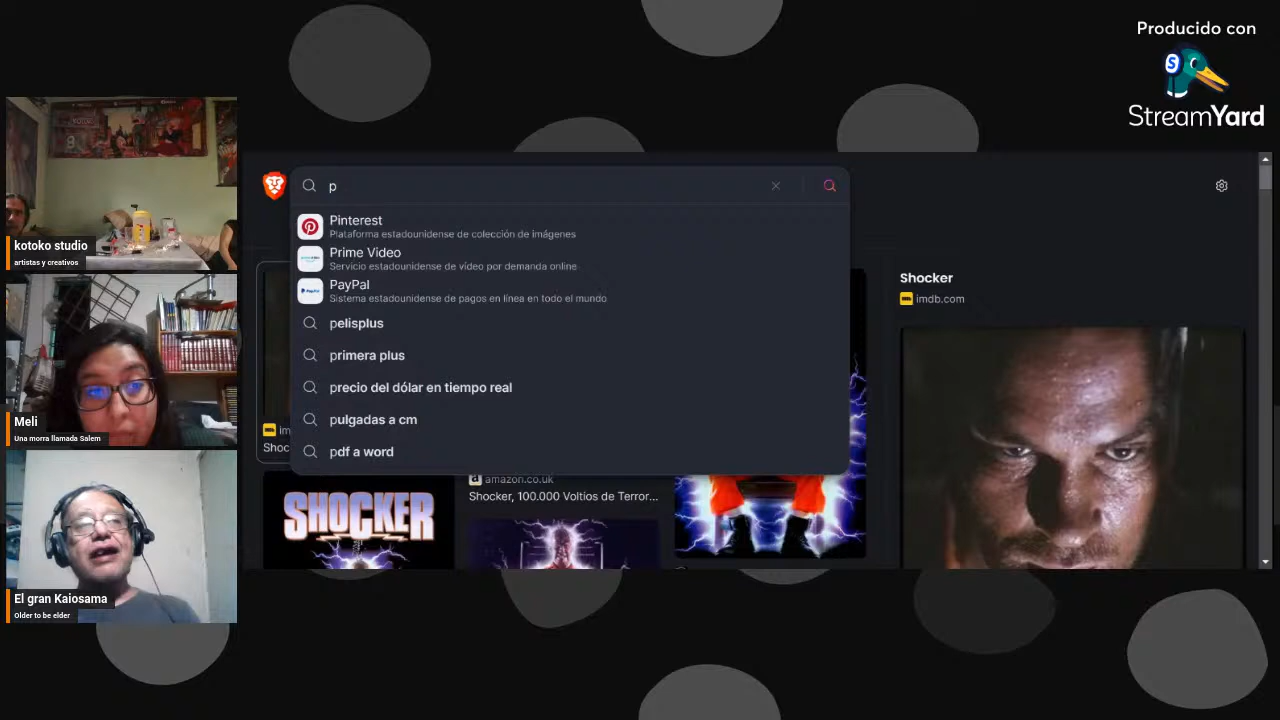 Producido con
StreamYard
kotoko studio
artistas y creativos
Meli
Una morra llamada Salem
El gran Kaiosama
Older to be elder
p
Pinterest
Plataforma estadounidense de colección de imágenes
Prime Video
Servicio estadounidense de vídeo por demanda online
PayPal
Sistema estadounidense de pagos en línea en todo el mundo
pelisplus
primera plus
precio del dólar en tiempo real
pulgadas a cm
pdf a word
Shocker
imdb.com
im
Shoc
amazon.co.uk
Shocker, 100.000 Voltios de Terror...
SHOCKER